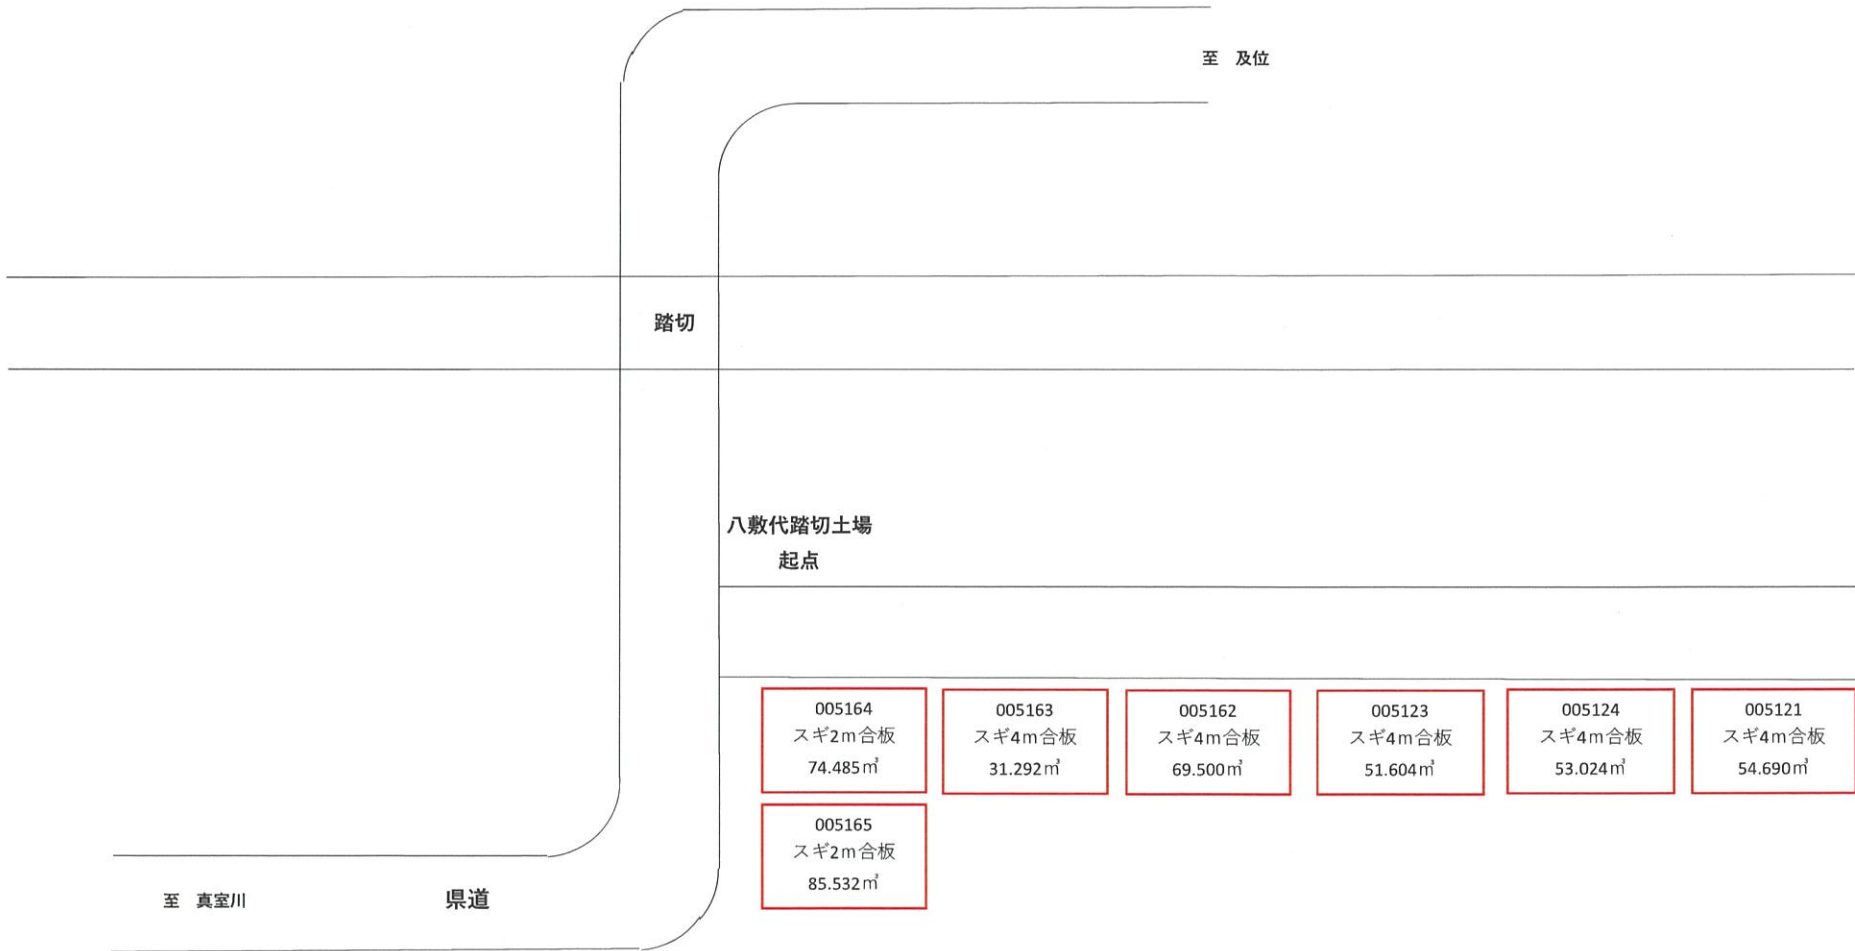 至 及位
踏切
八敷代踏切土場
起点
005164
スギ2m合板
74.485㎥
005163
スギ4m合板
31.292㎥
005162
スギ4m合板
69.500㎥
005123
スギ4m合板
51.604㎥
005124
スギ4m合板
53.024㎥
005121
スギ4m合板
54.690㎥
005165
スギ2m合板
85.532㎥
至 真室川
県道